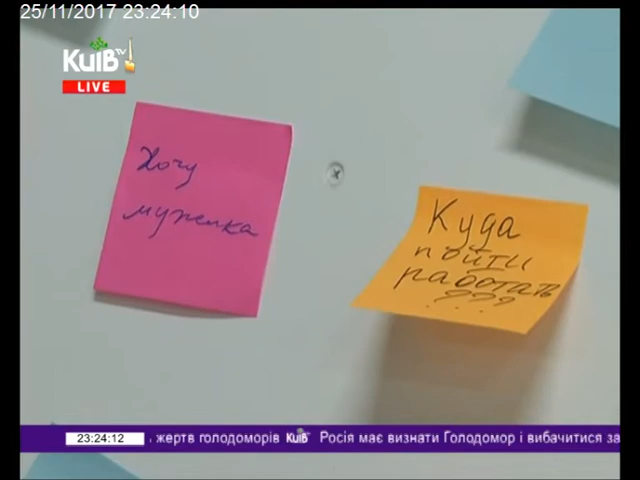 25/11/2017 23:24:10
КиїВ TV
LIVE
Хочу
мужика
Куда
пойти
работать
???
23:24:12 жертв голодоморів КиїВ Росія має визнати Голодомор і вибачитися за